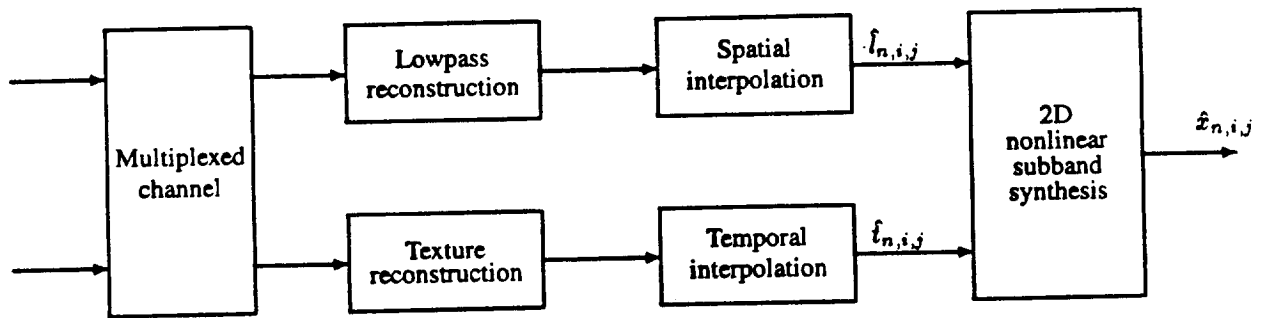 Multiplexed
channel
Lowpass
reconstruction
Spatial
interpolation
l̂n,i,j
Texture
reconstruction
Temporal
interpolation
t̂n,i,j
2D
nonlinear
subband
synthesis
x̂n,i,j